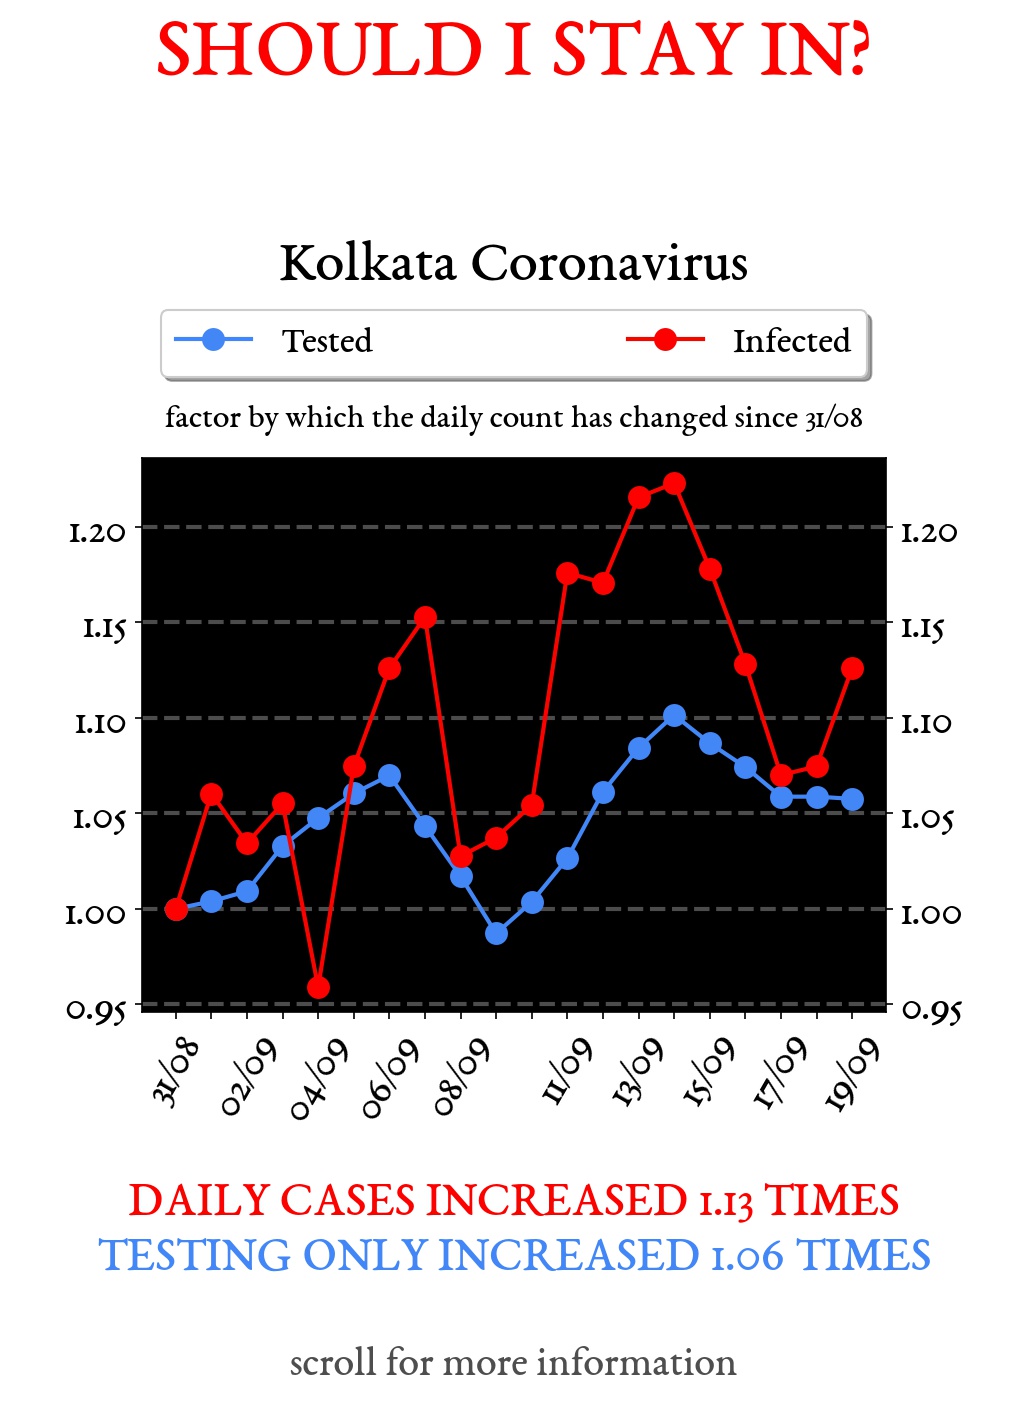 SHOULD I STAY IN?
Kolkata Coronavirus
Tested Infected
factor by which the daily count has changed since 31/08
1.20 1.20
1.15 1.15
1.10 1.10
1.05 1.05
1.00 1.00
0.95 0.95
31/08 02/09 04/09 06/09 08/09 11/09 13/09 15/09 17/09 19/09
DAILY CASES INCREASED 1.13 TIMES
TESTING ONLY INCREASED 1.06 TIMES
scroll for more information